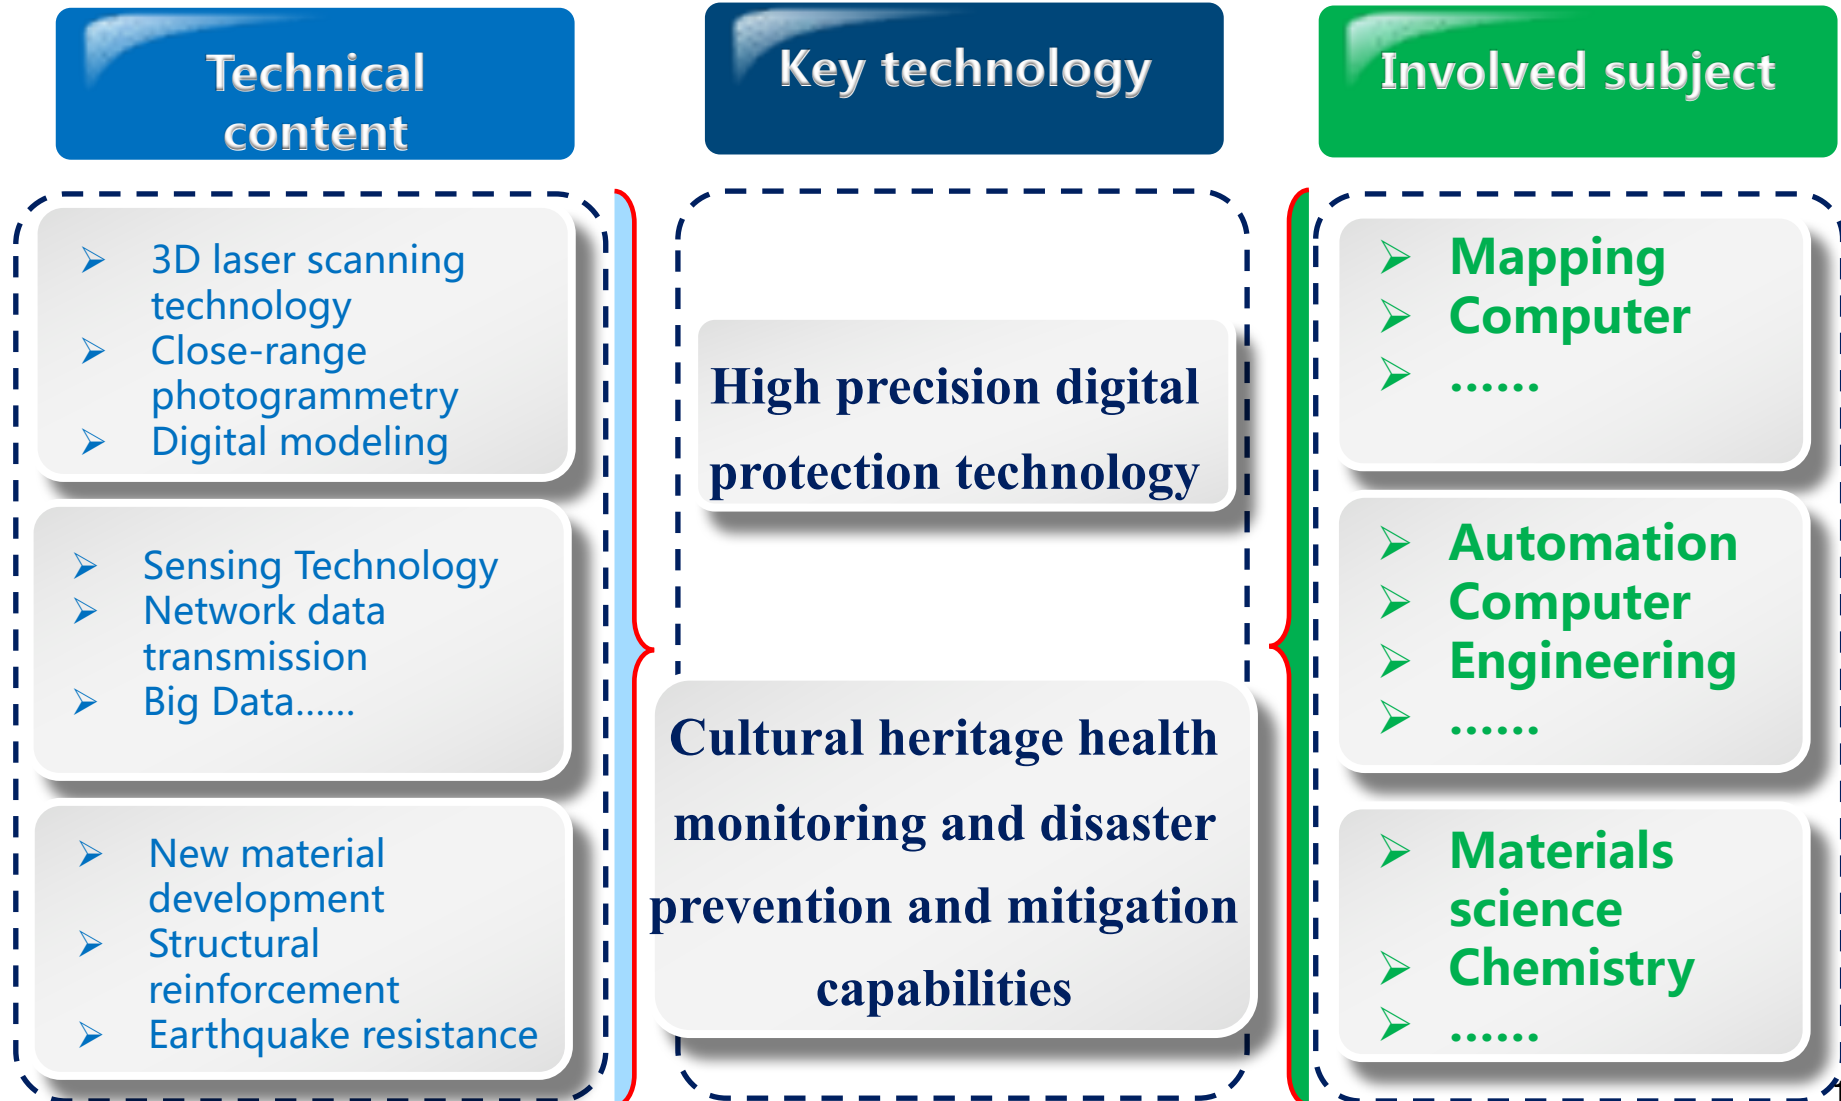 Technical
content
Key technology
Involved subject
➢ 3D laser scanning
technology
➢ Close-range
photogrammetry
➢ Digital modeling
➢ Sensing Technology
➢ Network data
transmission
➢ Big Data......
➢ New material
development
➢ Structural
reinforcement
➢ Earthquake resistance
High precision digital
protection technology
Cultural heritage health
monitoring and disaster
prevention and mitigation
capabilities
➢ Mapping
➢ Computer
➢ ......
➢ Automation
➢ Computer
➢ Engineering
➢ ......
➢ Materials
science
➢ Chemistry
➢ ......